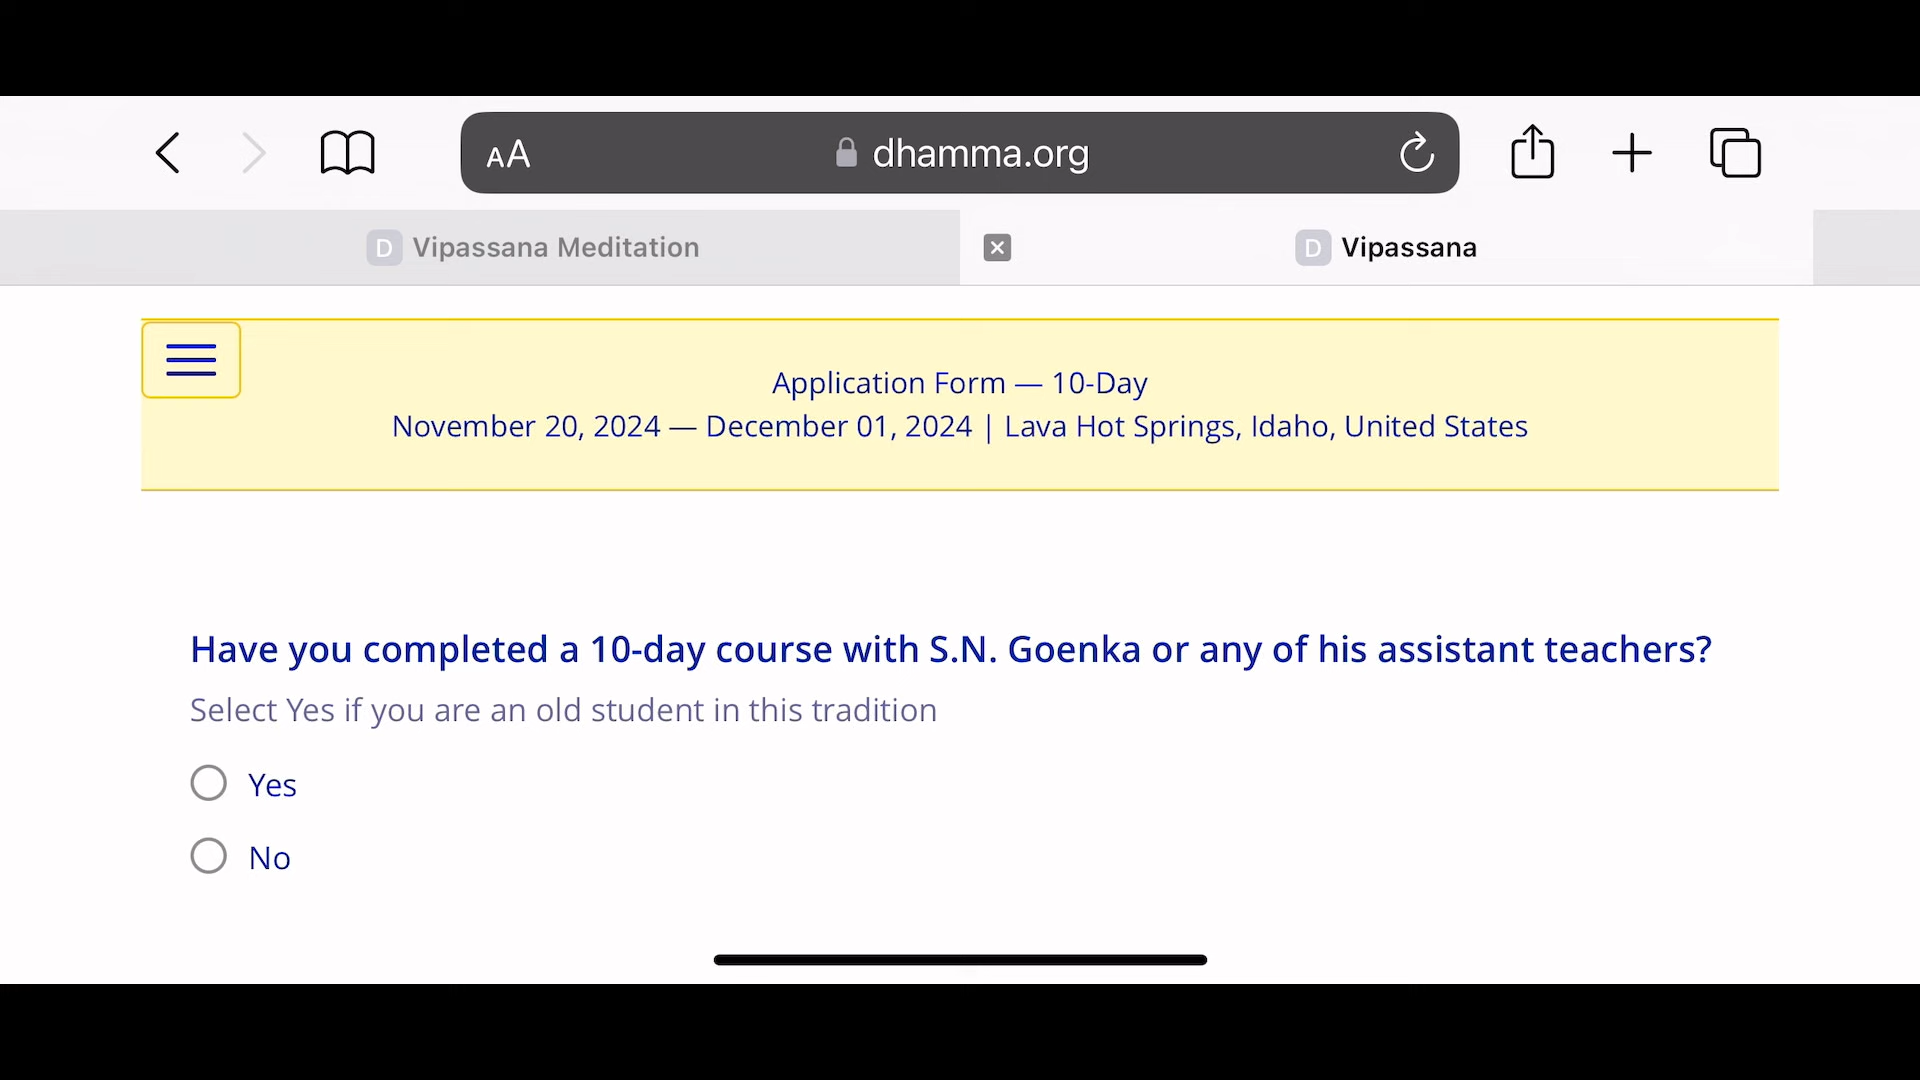 AA
dhamma.org
D Vipassana Meditation
D Vipassana
Application Form — 10-Day
November 20, 2024 — December 01, 2024 | Lava Hot Springs, Idaho, United States
Have you completed a 10-day course with S.N. Goenka or any of his assistant teachers?
Select Yes if you are an old student in this tradition
Yes
No